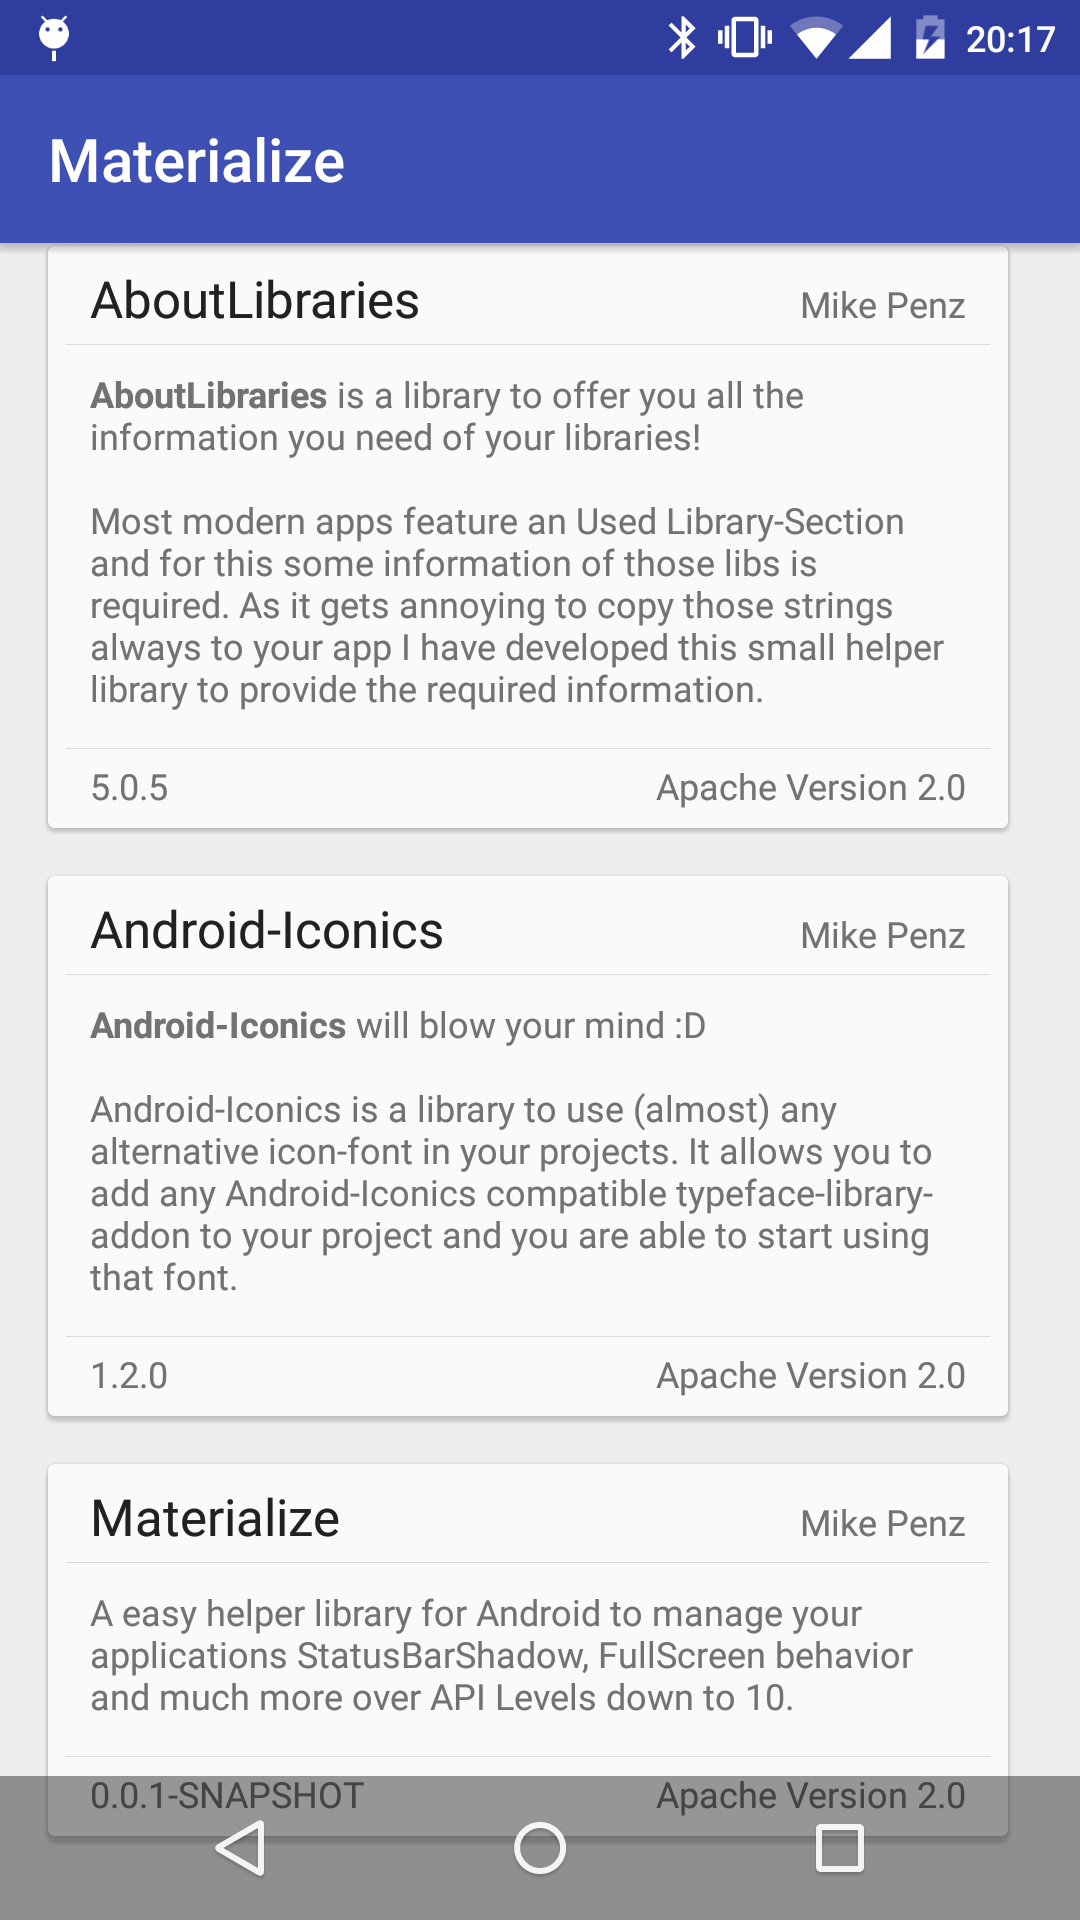 20:17
Materialize
AboutLibraries Mike Penz
AboutLibraries is a library to offer you all the
information you need of your libraries!
Most modern apps feature an Used Library-Section
and for this some information of those libs is
required. As it gets annoying to copy those strings
always to your app I have developed this small helper
library to provide the required information.
5.0.5 Apache Version 2.0
Android-Iconics Mike Penz
Android-Iconics will blow your mind :D
Android-Iconics is a library to use (almost) any
alternative icon-font in your projects. It allows you to
add any Android-Iconics compatible typeface-library-
addon to your project and you are able to start using
that font.
1.2.0 Apache Version 2.0
Materialize Mike Penz
A easy helper library for Android to manage your
applications StatusBarShadow, FullScreen behavior
and much more over API Levels down to 10.
0.0.1-SNAPSHOT Apache Version 2.0